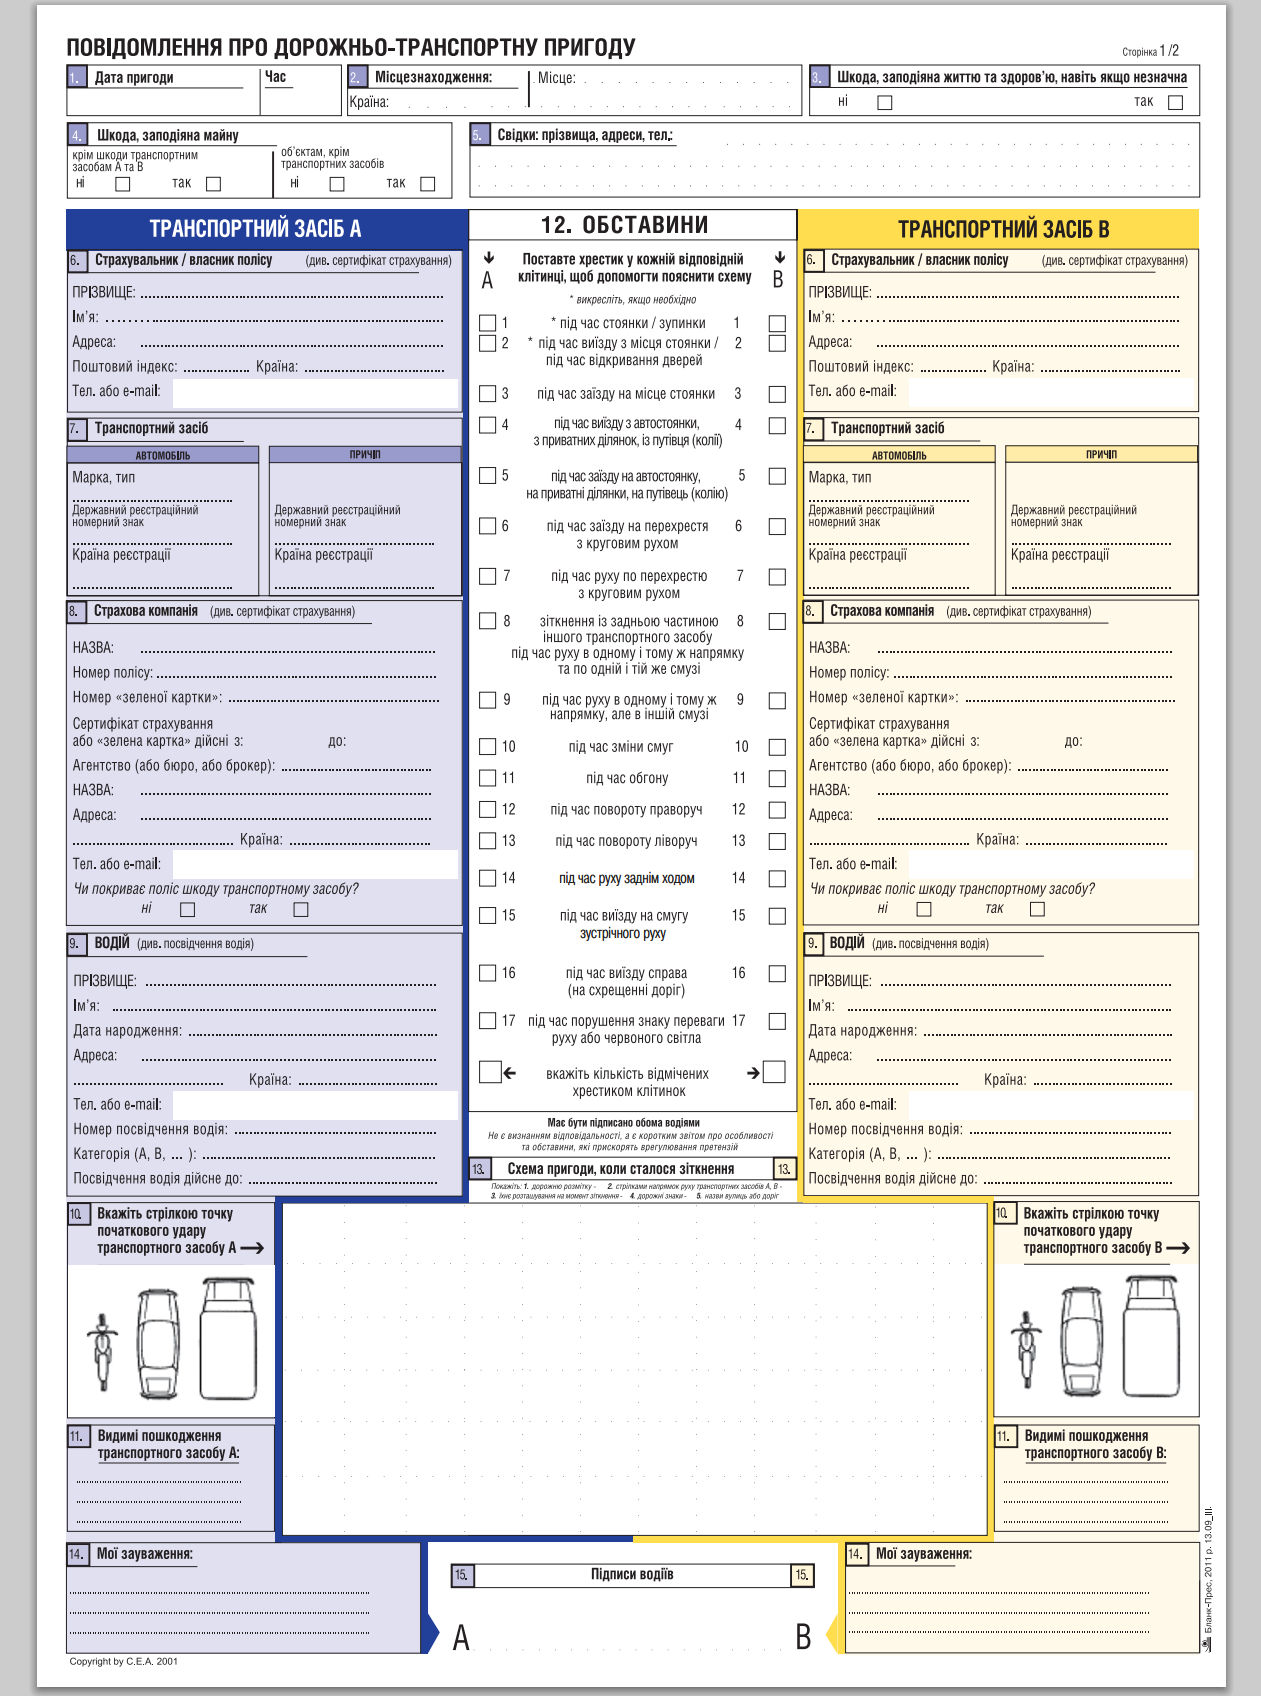 ПОВІДОМЛЕННЯ ПРО ДОРОЖНЬО-ТРАНСПОРТНУ ПРИГОДУ
Сторінка 1 /2
1. Дата пригоди
Час
2. Місцезнаходження:
Місце:
Країна:
3. Шкода, заподіяна життю та здоров'ю, навіть якщо незначна
ні так
4. Шкода, заподіяна майну
крім шкоди транспортним
засобам А та В
ні так
об'єктам, крім
транспортних засобів
ні так
5. Свідки: прізвища, адреси, тел.:
ТРАНСПОРТНИЙ ЗАСІБ А
6. Страхувальник / власник полісу (див. сертифікат страхування)
ПРІЗВИЩЕ:
Ім'я:
Адреса:
Поштовий індекс: Країна:
Тел. або e-mail:
7. Транспортний засіб
АВТОМОБІЛЬ
Марка, тип
Державний реєстраційний
номерний знак
Країна реєстрації
ПРИЧІП
Державний реєстраційний
номерний знак
Країна реєстрації
8. Страхова компанія (див. сертифікат страхування)
НАЗВА:
Номер полісу:
Номер «зеленої картки»:
Сертифікат страхування
або «зелена картка» дійсні з: до:
Агентство (або бюро, або брокер):
НАЗВА:
Адреса:
Країна:
Тел. або e-mail:
Чи покриває поліс шкоду транспортному засобу?
ні так
9. ВОДІЙ (див. посвідчення водія)
ПРІЗВИЩЕ:
Ім'я:
Дата народження:
Адреса:
Країна:
Тел. або e-mail:
Номер посвідчення водія:
Категорія (А, В, ... ):
Посвідчення водія дійсне до:
12. ОБСТАВИНИ
А
Поставте хрестик у кожній відповідній
клітинці, щоб допомогти пояснити схему
В
* викресліть, якщо необхідно
1 * під час стоянки / зупинки 1
2 * під час виїзду з місця стоянки / 2
під час відкривання дверей
3 під час заїзду на місце стоянки 3
4 під час виїзду з автостоянки, 4
з приватних ділянок, із путівця (колії)
5 під час заїзду на автостоянку, 5
на приватні ділянки, на путівець (колію)
6 під час заїзду на перехрестя 6
з круговим рухом
7 під час руху по перехрестю 7
з круговим рухом
8 зіткнення із задньою частиною 8
іншого транспортного засобу
під час руху в одному і тому ж напрямку
та по одній і тій же смузі
9 під час руху в одному і тому ж 9
напрямку, але в іншій смузі
10 під час зміни смуг 10
11 під час обгону 11
12 під час повороту праворуч 12
13 під час повороту ліворуч 13
14 під час руху заднім ходом 14
15 під час виїзду на смугу 15
зустрічного руху
16 під час виїзду справа 16
(на схрещенні доріг)
17 під час порушення знаку переваги 17
руху або червоного світла
вкажіть кількість відмічених
хрестиком клітинок
Має бути підписано обома водіями
Не є визнанням відповідальності, а є коротким звітом про особливості
та обставини, які прискорять врегулювання претензій
13. Схема пригоди, коли сталося зіткнення 13.
Покажіть: 1. дорожню розмітку - 2. стрілками напрямок руху транспортних засобів А, В -
3. їхнє розташування на момент зіткнення - 4. дорожні знаки - 5. назви вулиць або доріг
ТРАНСПОРТНИЙ ЗАСІБ В
6. Страхувальник / власник полісу (див. сертифікат страхування)
ПРІЗВИЩЕ:
Ім'я:
Адреса:
Поштовий індекс: Країна:
Тел. або e-mail:
7. Транспортний засіб
АВТОМОБІЛЬ
Марка, тип
Державний реєстраційний
номерний знак
Країна реєстрації
ПРИЧІП
Державний реєстраційний
номерний знак
Країна реєстрації
8. Страхова компанія (див. сертифікат страхування)
НАЗВА:
Номер полісу:
Номер «зеленої картки»:
Сертифікат страхування
або «зелена картка» дійсні з: до:
Агентство (або бюро, або брокер):
НАЗВА:
Адреса:
Країна:
Тел. або e-mail:
Чи покриває поліс шкоду транспортному засобу?
ні так
9. ВОДІЙ (див. посвідчення водія)
ПРІЗВИЩЕ:
Ім'я:
Дата народження:
Адреса:
Країна:
Тел. або e-mail:
Номер посвідчення водія:
Категорія (А, В, ... ):
Посвідчення водія дійсне до:
10. Вкажіть стрілкою точку
початкового удару
транспортного засобу А
10. Вкажіть стрілкою точку
початкового удару
транспортного засобу В
11. Видимі пошкодження
транспортного засобу А:
11. Видимі пошкодження
транспортного засобу В:
14. Мої зауваження:
15. Підписи водіїв 15.
А В
14. Мої зауваження:
Copyright by C.E.A. 2001
Бланк-Прес, 2011 р. 13.09_III.